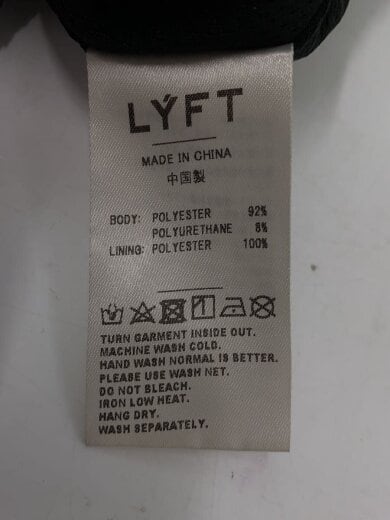 LÝFT
MADE IN CHINA
中国製
BODY: POLYESTER 92%
POLYURETHANE 8%
LINING: POLYESTER 100%
TURN GARMENT INSIDE OUT.
MACHINE WASH COLD.
HAND WASH NORMAL IS BETTER.
PLEASE USE WASH NET.
DO NOT BLEACH.
IRON LOW HEAT.
HANG DRY.
WASH SEPARATELY.